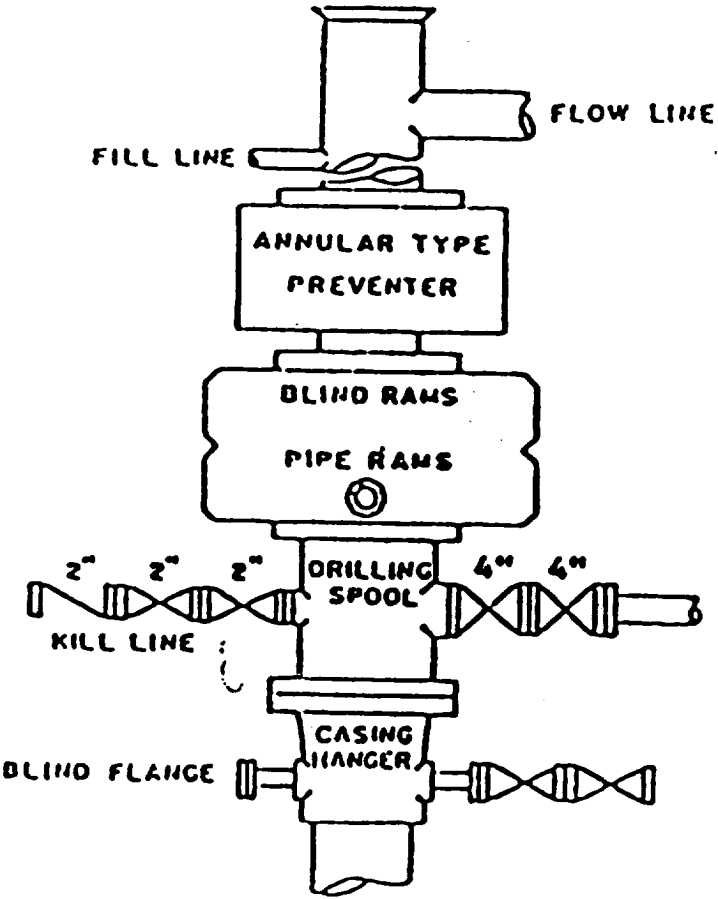 FLOW LINE
FILL LINE
ANNULAR TYPE
PREVENTER
BLIND RAMS
PIPE RAMS
2" 2" 2"
DRILLING
SPOOL
4" 4"
KILL LINE
CASING
HANGER
BLIND FLANGE